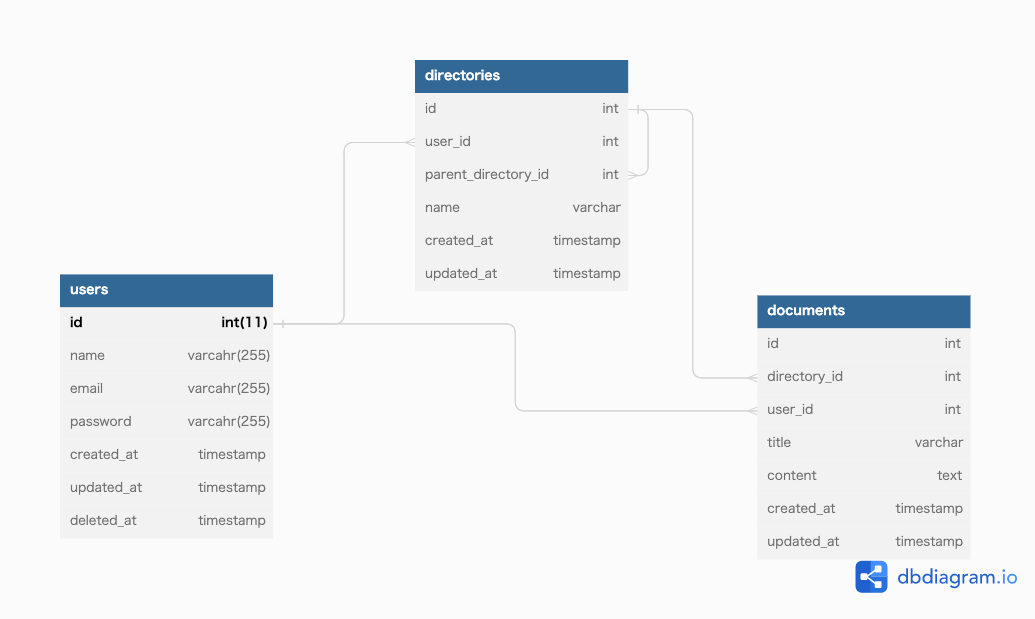 directories
id int
user_id int
parent_directory_id int
name varchar
created_at timestamp
updated_at timestamp
users
id int(11)
name varcahr(255)
email varcahr(255)
password varcahr(255)
created_at timestamp
updated_at timestamp
deleted_at timestamp
documents
id int
directory_id int
user_id int
title varchar
content text
created_at timestamp
updated_at timestamp
dbdiagram.io